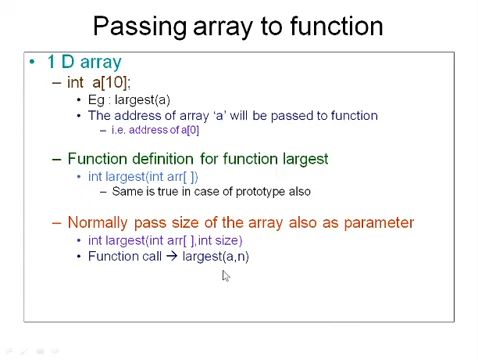 Passing array to function
• 1 D array
– int a[10];
• Eg : largest(a)
• The address of array ‘a’ will be passed to function
– i.e. address of a[0]
– Function definition for function largest
• int largest(int arr[ ])
– Same is true in case of prototype also
– Normally pass size of the array also as parameter
• int largest(int arr[ ],int size)
• Function call ➔ largest(a,n)